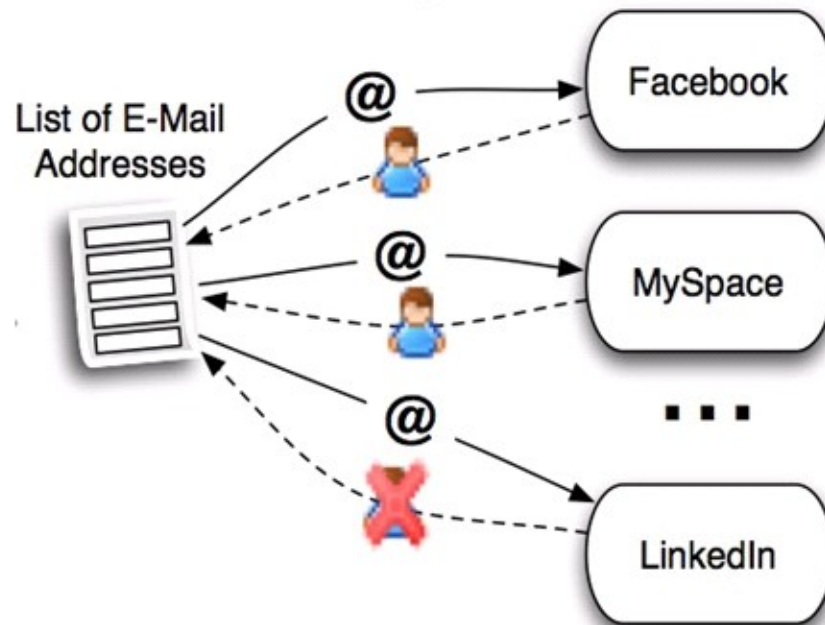 List of E-Mail
Addresses
@
Facebook
@
MySpace
...
@
LinkedIn